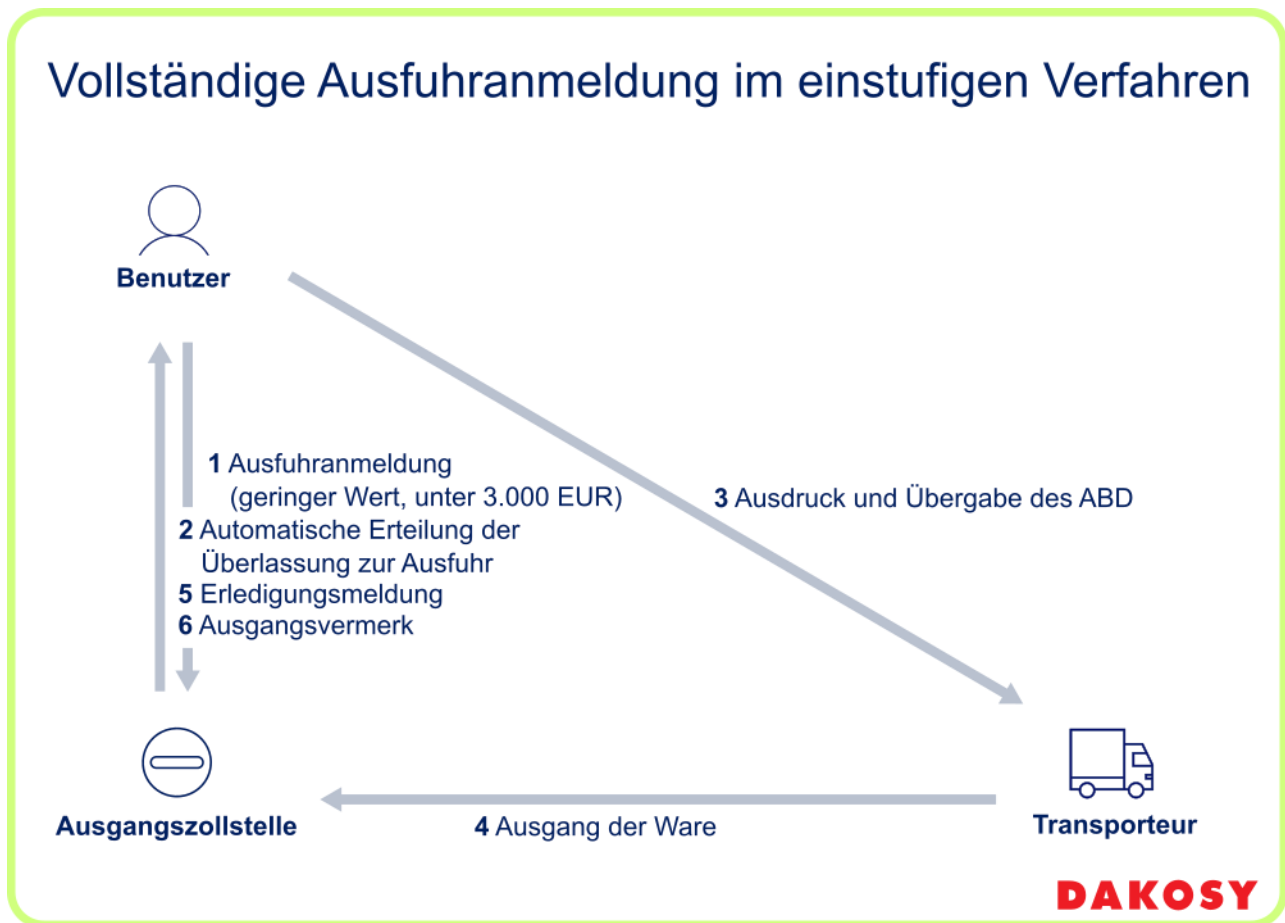 Vollständige Ausfuhranmeldung im einstufigen Verfahren
Benutzer
1 Ausfuhranmeldung
(geringer Wert, unter 3.000 EUR)
2 Automatische Erteilung der
Überlassung zur Ausfuhr
5 Erledigungsmeldung
6 Ausgangsvermerk
3 Ausdruck und Übergabe des ABD
Ausgangszollstelle
4 Ausgang der Ware
Transporteur
DAKOSY